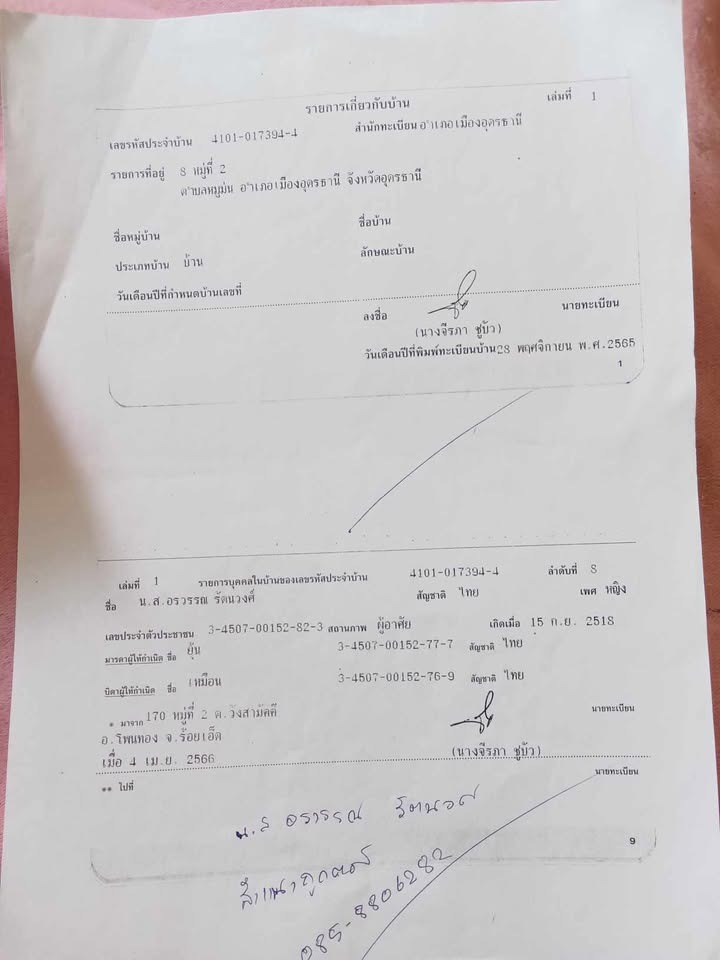 รายการเกี่ยวกับบ้าน เล่มที่ 1
เลขรหัสประจำบ้าน 4101-017394-4 สำนักทะเบียน อำเภอเมืองอุดรธานี
รายการที่อยู่ 8 หมู่ที่ 2
ตำบลหมูม่น อำเภอเมืองอุดรธานี จังหวัดอุดรธานี
ชื่อหมู่บ้าน ชื่อบ้าน
ประเภทบ้าน บ้าน ลักษณะบ้าน
วันเดือนปีที่กำหนดบ้านเลขที่
ลงชื่อ นายทะเบียน
(นางจีรภา ชูบัว)
วันเดือนปีที่พิมพ์ทะเบียนบ้าน 28 พฤศจิกายน พ.ศ.2565
1
เล่มที่ 1 รายการบุคคลในบ้านของเลขรหัสประจำบ้าน 4101-017394-4 ลำดับที่ 8
ชื่อ น.ส.อรวรรณ รัตนวงศ์ สัญชาติ ไทย เพศ หญิง
เลขประจำตัวประชาชน 3-4507-00152-82-3 สถานภาพ ผู้อาศัย เกิดเมื่อ 15 ก.ย. 2518
มารดาผู้ให้กำเนิด ชื่อ ยุ้น 3-4507-00152-77-7 สัญชาติ ไทย
บิดาผู้ให้กำเนิด ชื่อ เหมือน 3-4507-00152-76-9 สัญชาติ ไทย
* มาจาก 170 หมู่ที่ 2 ต.วังสามัคคี นายทะเบียน
อ.โพนทอง จ.ร้อยเอ็ด
เมื่อ 4 เม.ย. 2566 (นางจีรภา ชูบัว)
** ไปที่ นายทะเบียน
น.ส อรวรรณ รัตนวงศ์
สำเนาถูกต้อง
085-8806282
9